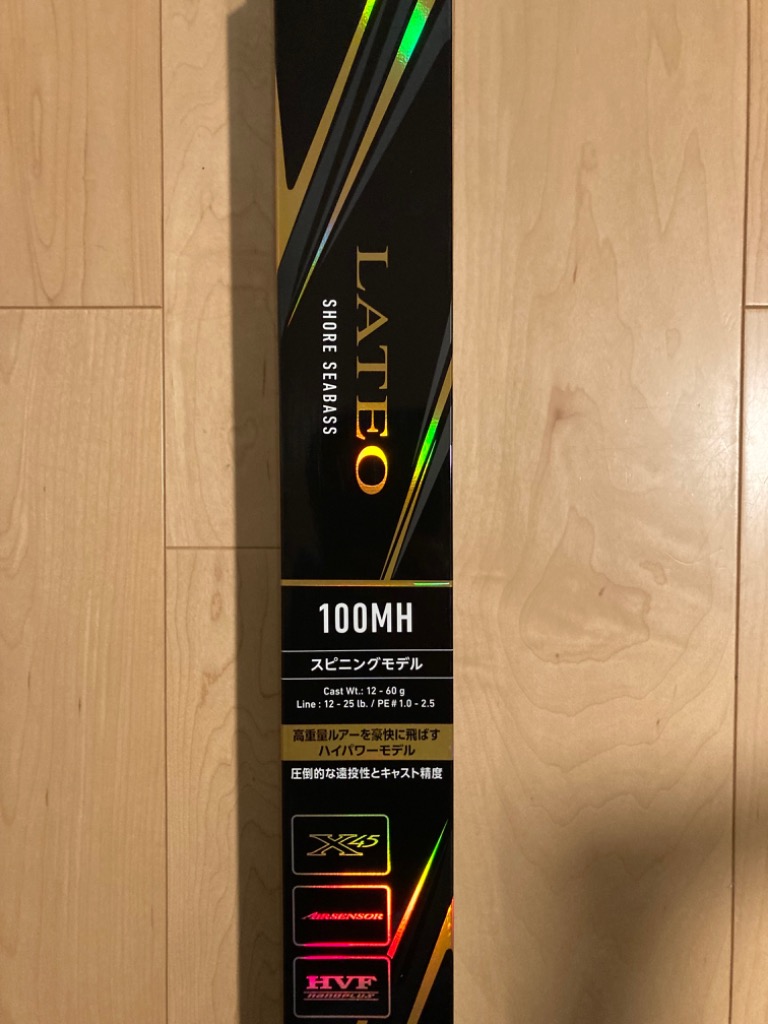 LATEO
SHORE SEABASS
100MH
スピニングモデル
Cast Wt.: 12 - 60 g
Line : 12 - 25 lb. / PE # 1.0 - 2.5
高重量ルアーを豪快に飛ばす
ハイパワーモデル
圧倒的な遠投性とキャスト精度
X45
AIRSENSOR
HVF
nanoplus